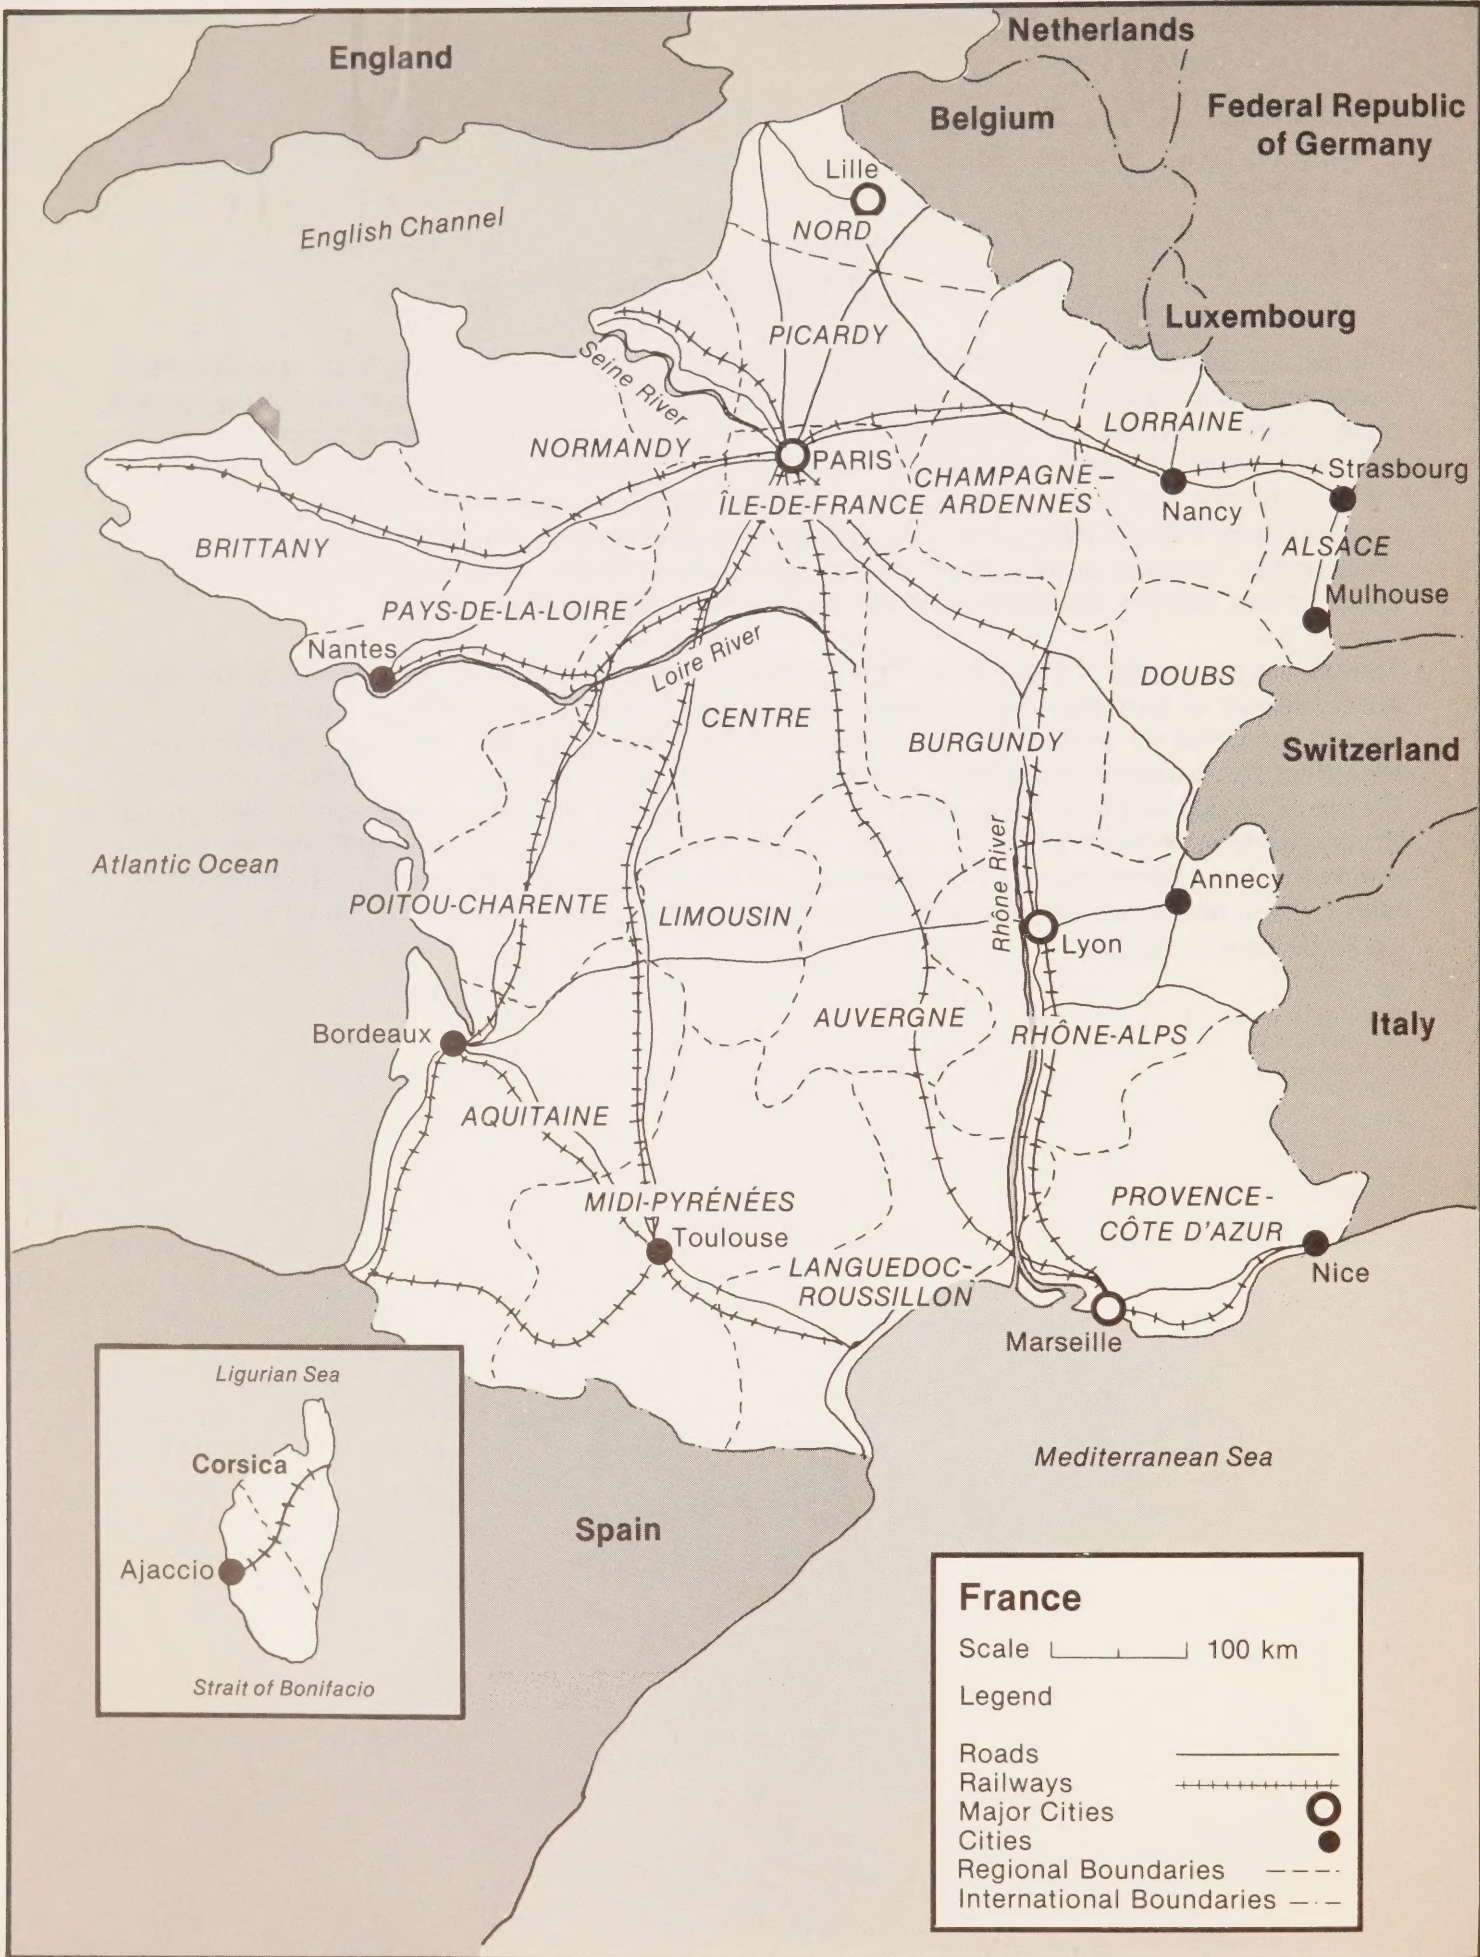 England
Netherlands
Belgium
Federal Republic
of Germany
Lille
English Channel
NORD
Luxembourg
PICARDY
Seine River
LORRAINE
NORMANDY
PARIS
CHAMPAGNE-
ARDENNES
Strasbourg
ÎLE-DE-FRANCE
Nancy
BRITTANY
ALSACE
PAYS-DE-LA-LOIRE
Mulhouse
Nantes
Loire River
DOUBS
CENTRE
BURGUNDY
Switzerland
Atlantic Ocean
Rhône River
Annecy
POITOU-CHARENTE
LIMOUSIN
Lyon
AUVERGNE
Bordeaux
RHÔNE-ALPS
Italy
AQUITAINE
MIDI-PYRÉNÉES
PROVENCE-
CÔTE D'AZUR
Toulouse
LANGUEDOC-
ROUSSILLON
Nice
Marseille
Ligurian Sea
Corsica
Ajaccio
Strait of Bonifacio
Mediterranean Sea
Spain
France
Scale 100 km
Legend
Roads
Railways
Major Cities
Cities
Regional Boundaries
International Boundaries